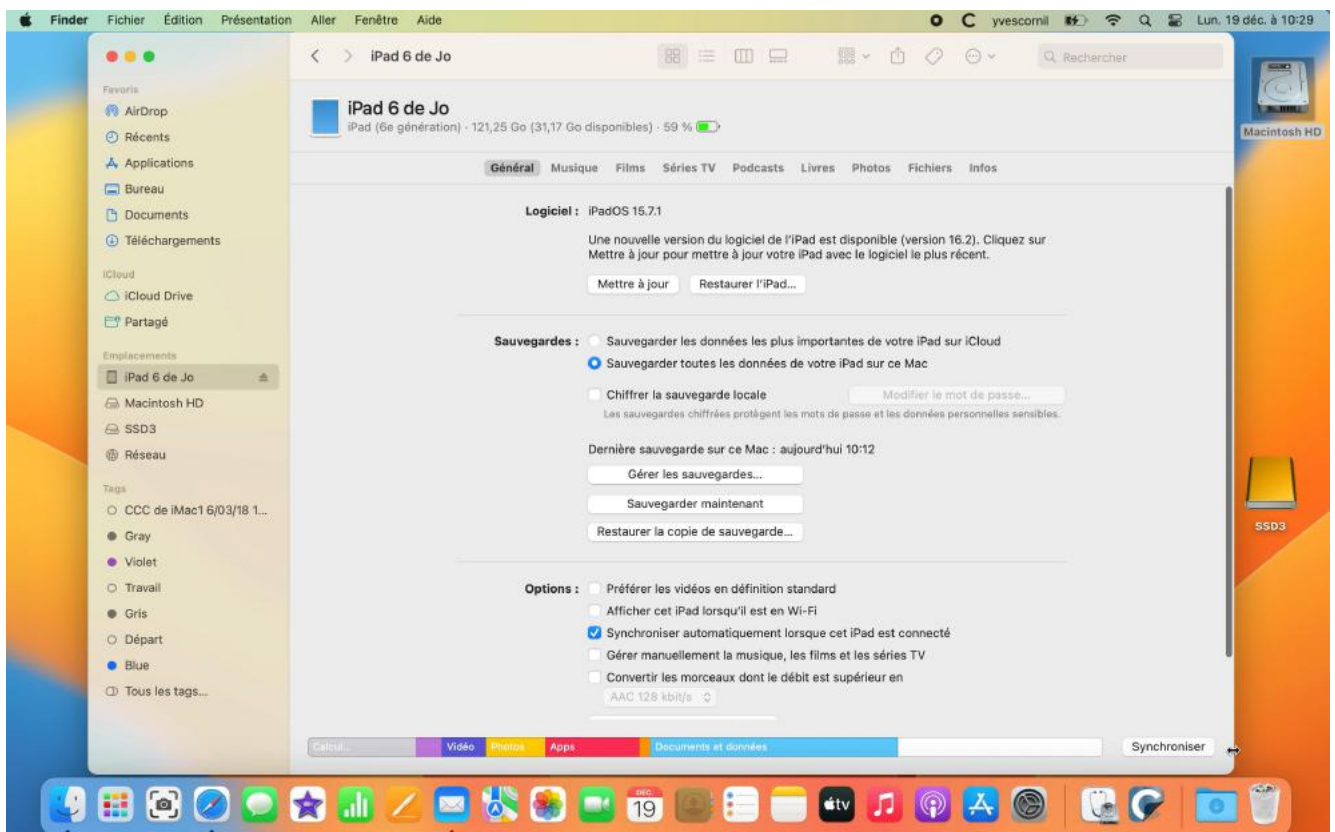 Finder Fichier Édition Présentation Aller Fenêtre Aide yvescornil Lun. 19 déc. à 10:29
iPad 6 de Jo Rechercher
Favoris
AirDrop
Récents
Applications
Bureau
Documents
Téléchargements
iCloud
iCloud Drive
Partagé
Emplacements
iPad 6 de Jo
Macintosh HD
SSD3
Réseau
Tags
CCC de iMac1 6/03/18 1...
Gray
Violet
Travail
Gris
Départ
Blue
Tous les tags...
iPad 6 de Jo
iPad (6e génération) · 121,25 Go (31,17 Go disponibles) · 59 %
Général Musique Films Séries TV Podcasts Livres Photos Fichiers Infos
Logiciel : iPadOS 15.7.1
Une nouvelle version du logiciel de l'iPad est disponible (version 16.2). Cliquez sur
Mettre à jour pour mettre à jour votre iPad avec le logiciel le plus récent.
Mettre à jour Restaurer l'iPad...
Sauvegardes : Sauvegarder les données les plus importantes de votre iPad sur iCloud
Sauvegarder toutes les données de votre iPad sur ce Mac
Chiffrer la sauvegarde locale Modifier le mot de passe...
Les sauvegardes chiffrées protègent les mots de passe et les données personnelles sensibles.
Dernière sauvegarde sur ce Mac : aujourd'hui 10:12
Gérer les sauvegardes...
Sauvegarder maintenant
Restaurer la copie de sauvegarde...
Options : Préférer les vidéos en définition standard
Afficher cet iPad lorsqu'il est en Wi-Fi
Synchroniser automatiquement lorsque cet iPad est connecté
Gérer manuellement la musique, les films et les séries TV
Convertir les morceaux dont le débit est supérieur en
AAC 128 kbit/s
Calcul... Vidéo Photos Apps Documents et données Synchroniser
Macintosh HD
SSD3
DÉC.
19
tv